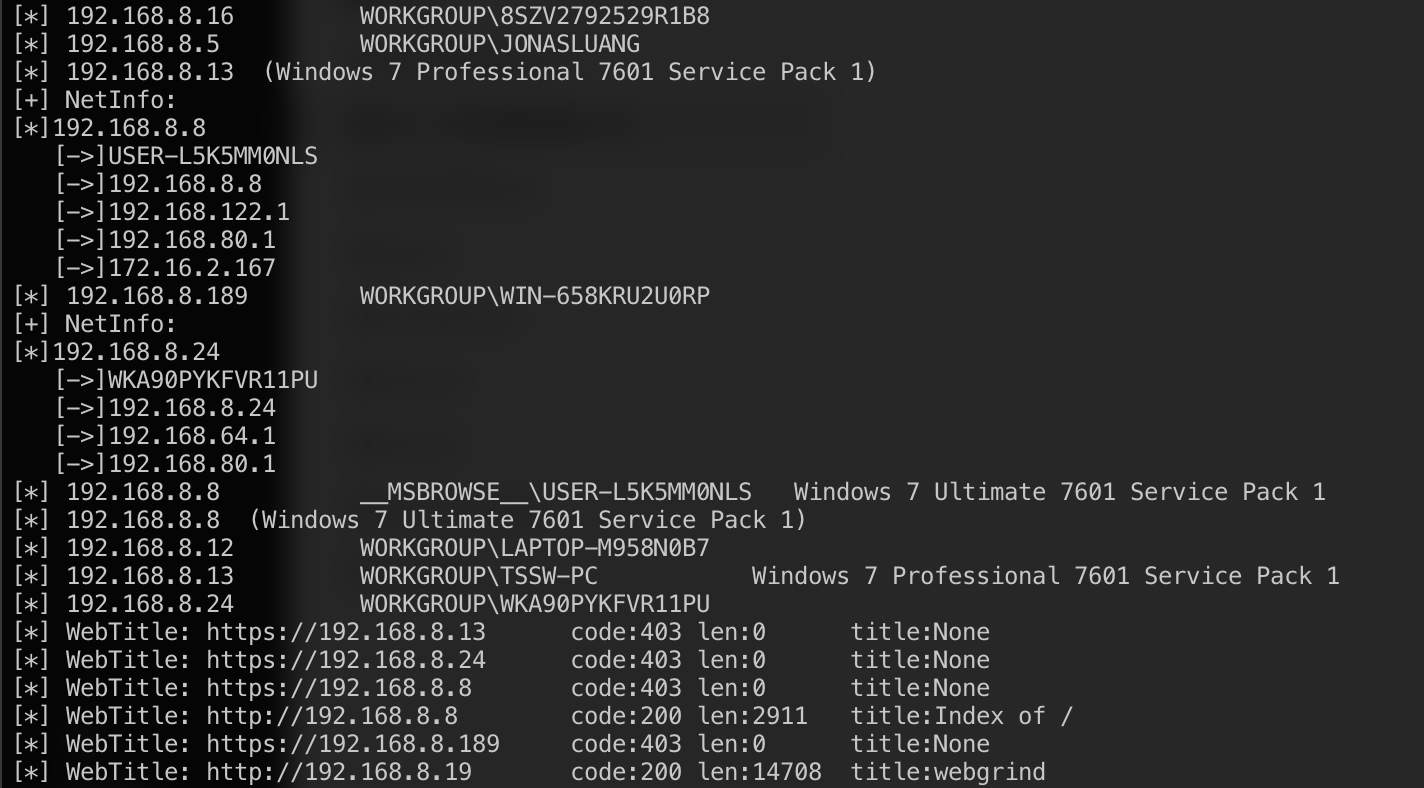 [*] 192.168.8.16         WORKGROUP\8SZV2792529R1B8
[*] 192.168.8.5          WORKGROUP\JONASLUANG
[*] 192.168.8.13  (Windows 7 Professional 7601 Service Pack 1)
[+] NetInfo:
[*]192.168.8.8
   [->]USER-L5K5MM0NLS
   [->]192.168.8.8
   [->]192.168.122.1
   [->]192.168.80.1
   [->]172.16.2.167
[*] 192.168.8.189        WORKGROUP\WIN-658KRU2U0RP
[+] NetInfo:
[*]192.168.8.24
   [->]WKA90PYKFVR11PU
   [->]192.168.8.24
   [->]192.168.64.1
   [->]192.168.80.1
[*] 192.168.8.8          __MSBROWSE__\USER-L5K5MM0NLS   Windows 7 Ultimate 7601 Service Pack 1
[*] 192.168.8.8  (Windows 7 Ultimate 7601 Service Pack 1)
[*] 192.168.8.12         WORKGROUP\LAPTOP-M958N0B7
[*] 192.168.8.13         WORKGROUP\TSSW-PC           Windows 7 Professional 7601 Service Pack 1
[*] 192.168.8.24         WORKGROUP\WKA90PYKFVR11PU
[*] WebTitle: https://192.168.8.13      code:403 len:0      title:None
[*] WebTitle: https://192.168.8.24      code:403 len:0      title:None
[*] WebTitle: https://192.168.8.8       code:403 len:0      title:None
[*] WebTitle: http://192.168.8.8        code:200 len:2911   title:Index of /
[*] WebTitle: https://192.168.8.189     code:403 len:0      title:None
[*] WebTitle: http://192.168.8.19       code:200 len:14708  title:webgrind